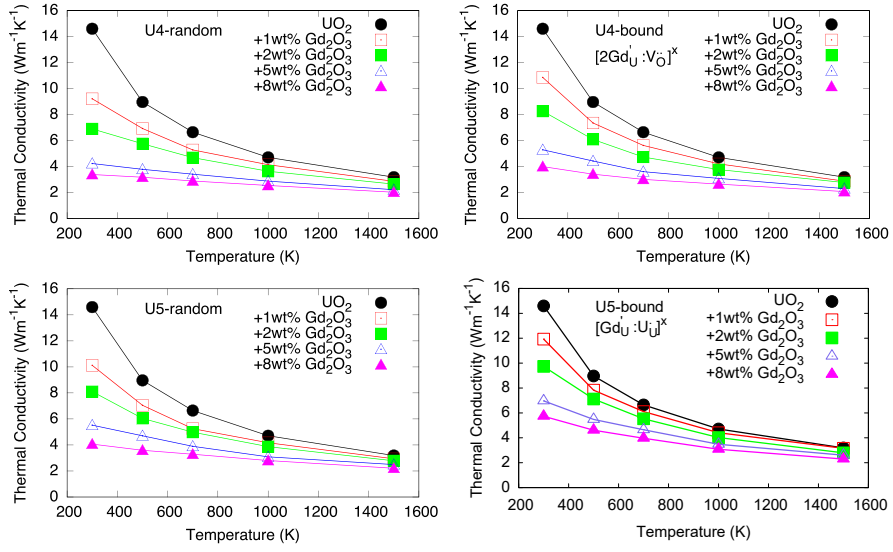 16
14
12
10
8
6
4
2
0
200 400 600 800 1000 1200 1400 1600
Thermal Conductivity (Wm⁻¹K⁻¹)
Temperature (K)
U4-random
UO₂
+1wt% Gd₂O₃
+2wt% Gd₂O₃
+5wt% Gd₂O₃
+8wt% Gd₂O₃
16
14
12
10
8
6
4
2
0
200 400 600 800 1000 1200 1400 1600
Thermal Conductivity (Wm⁻¹K⁻¹)
Temperature (K)
U4-bound
[2Gd'U :V¨O]ˣ
UO₂
+1wt% Gd₂O₃
+2wt% Gd₂O₃
+5wt% Gd₂O₃
+8wt% Gd₂O₃
16
14
12
10
8
6
4
2
0
200 400 600 800 1000 1200 1400 1600
Thermal Conductivity (Wm⁻¹K⁻¹)
Temperature (K)
U5-random
UO₂
+1wt% Gd₂O₃
+2wt% Gd₂O₃
+5wt% Gd₂O₃
+8wt% Gd₂O₃
16
14
12
10
8
6
4
2
0
200 400 600 800 1000 1200 1400 1600
Thermal Conductivity (Wm⁻¹K⁻¹)
Temperature (K)
U5-bound
[Gd'U :U˙U]ˣ
UO₂
+1wt% Gd₂O₃
+2wt% Gd₂O₃
+5wt% Gd₂O₃
+8wt% Gd₂O₃